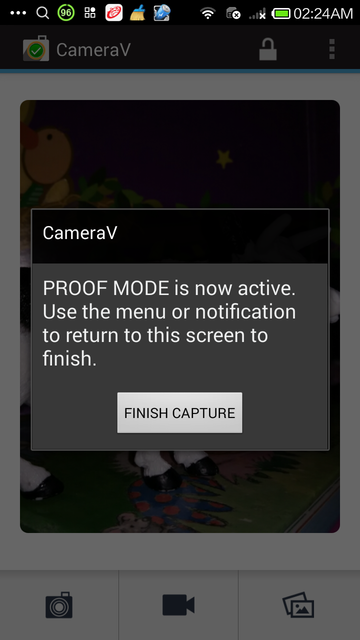 96
02:24AM
CameraV
CameraV
PROOF MODE is now active.
Use the menu or notification
to return to this screen to
finish.
FINISH CAPTURE